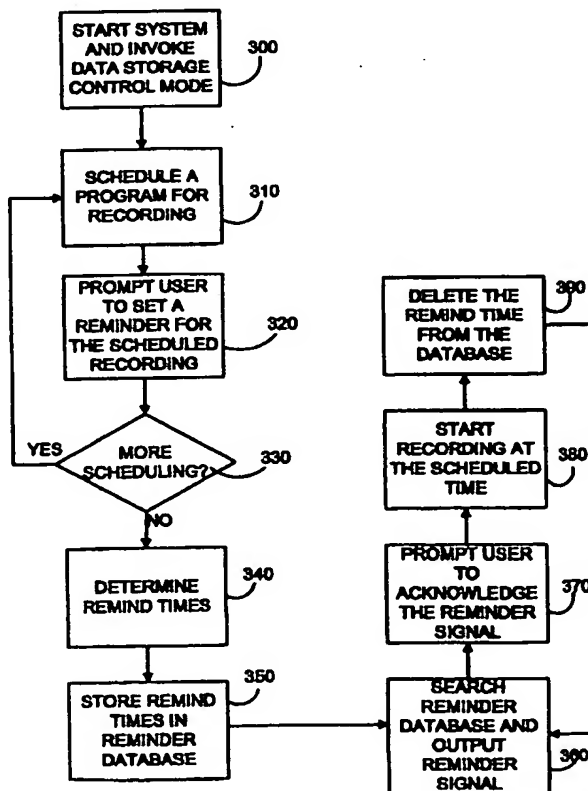 START SYSTEM
AND INVOKE
DATA STORAGE
CONTROL MODE
300
SCHEDULE A
PROGRAM FOR
RECORDING
310
PROMPT USER
TO SET A
REMINDER FOR
THE SCHEDULED
RECORDING
320
YES
MORE
SCHEDULING?
330
NO
DETERMINE
REMIND TIMES
340
STORE REMIND
TIMES IN
REMINDER
DATABASE
350
SEARCH
REMINDER
DATABASE AND
OUTPUT
REMINDER
SIGNAL
360
PROMPT USER
TO
ACKNOWLEDGE
THE REMINDER
SIGNAL
370
START
RECORDING AT
THE SCHEDULED
TIME
380
DELETE THE
REMIND TIME
FROM THE
DATABASE
390